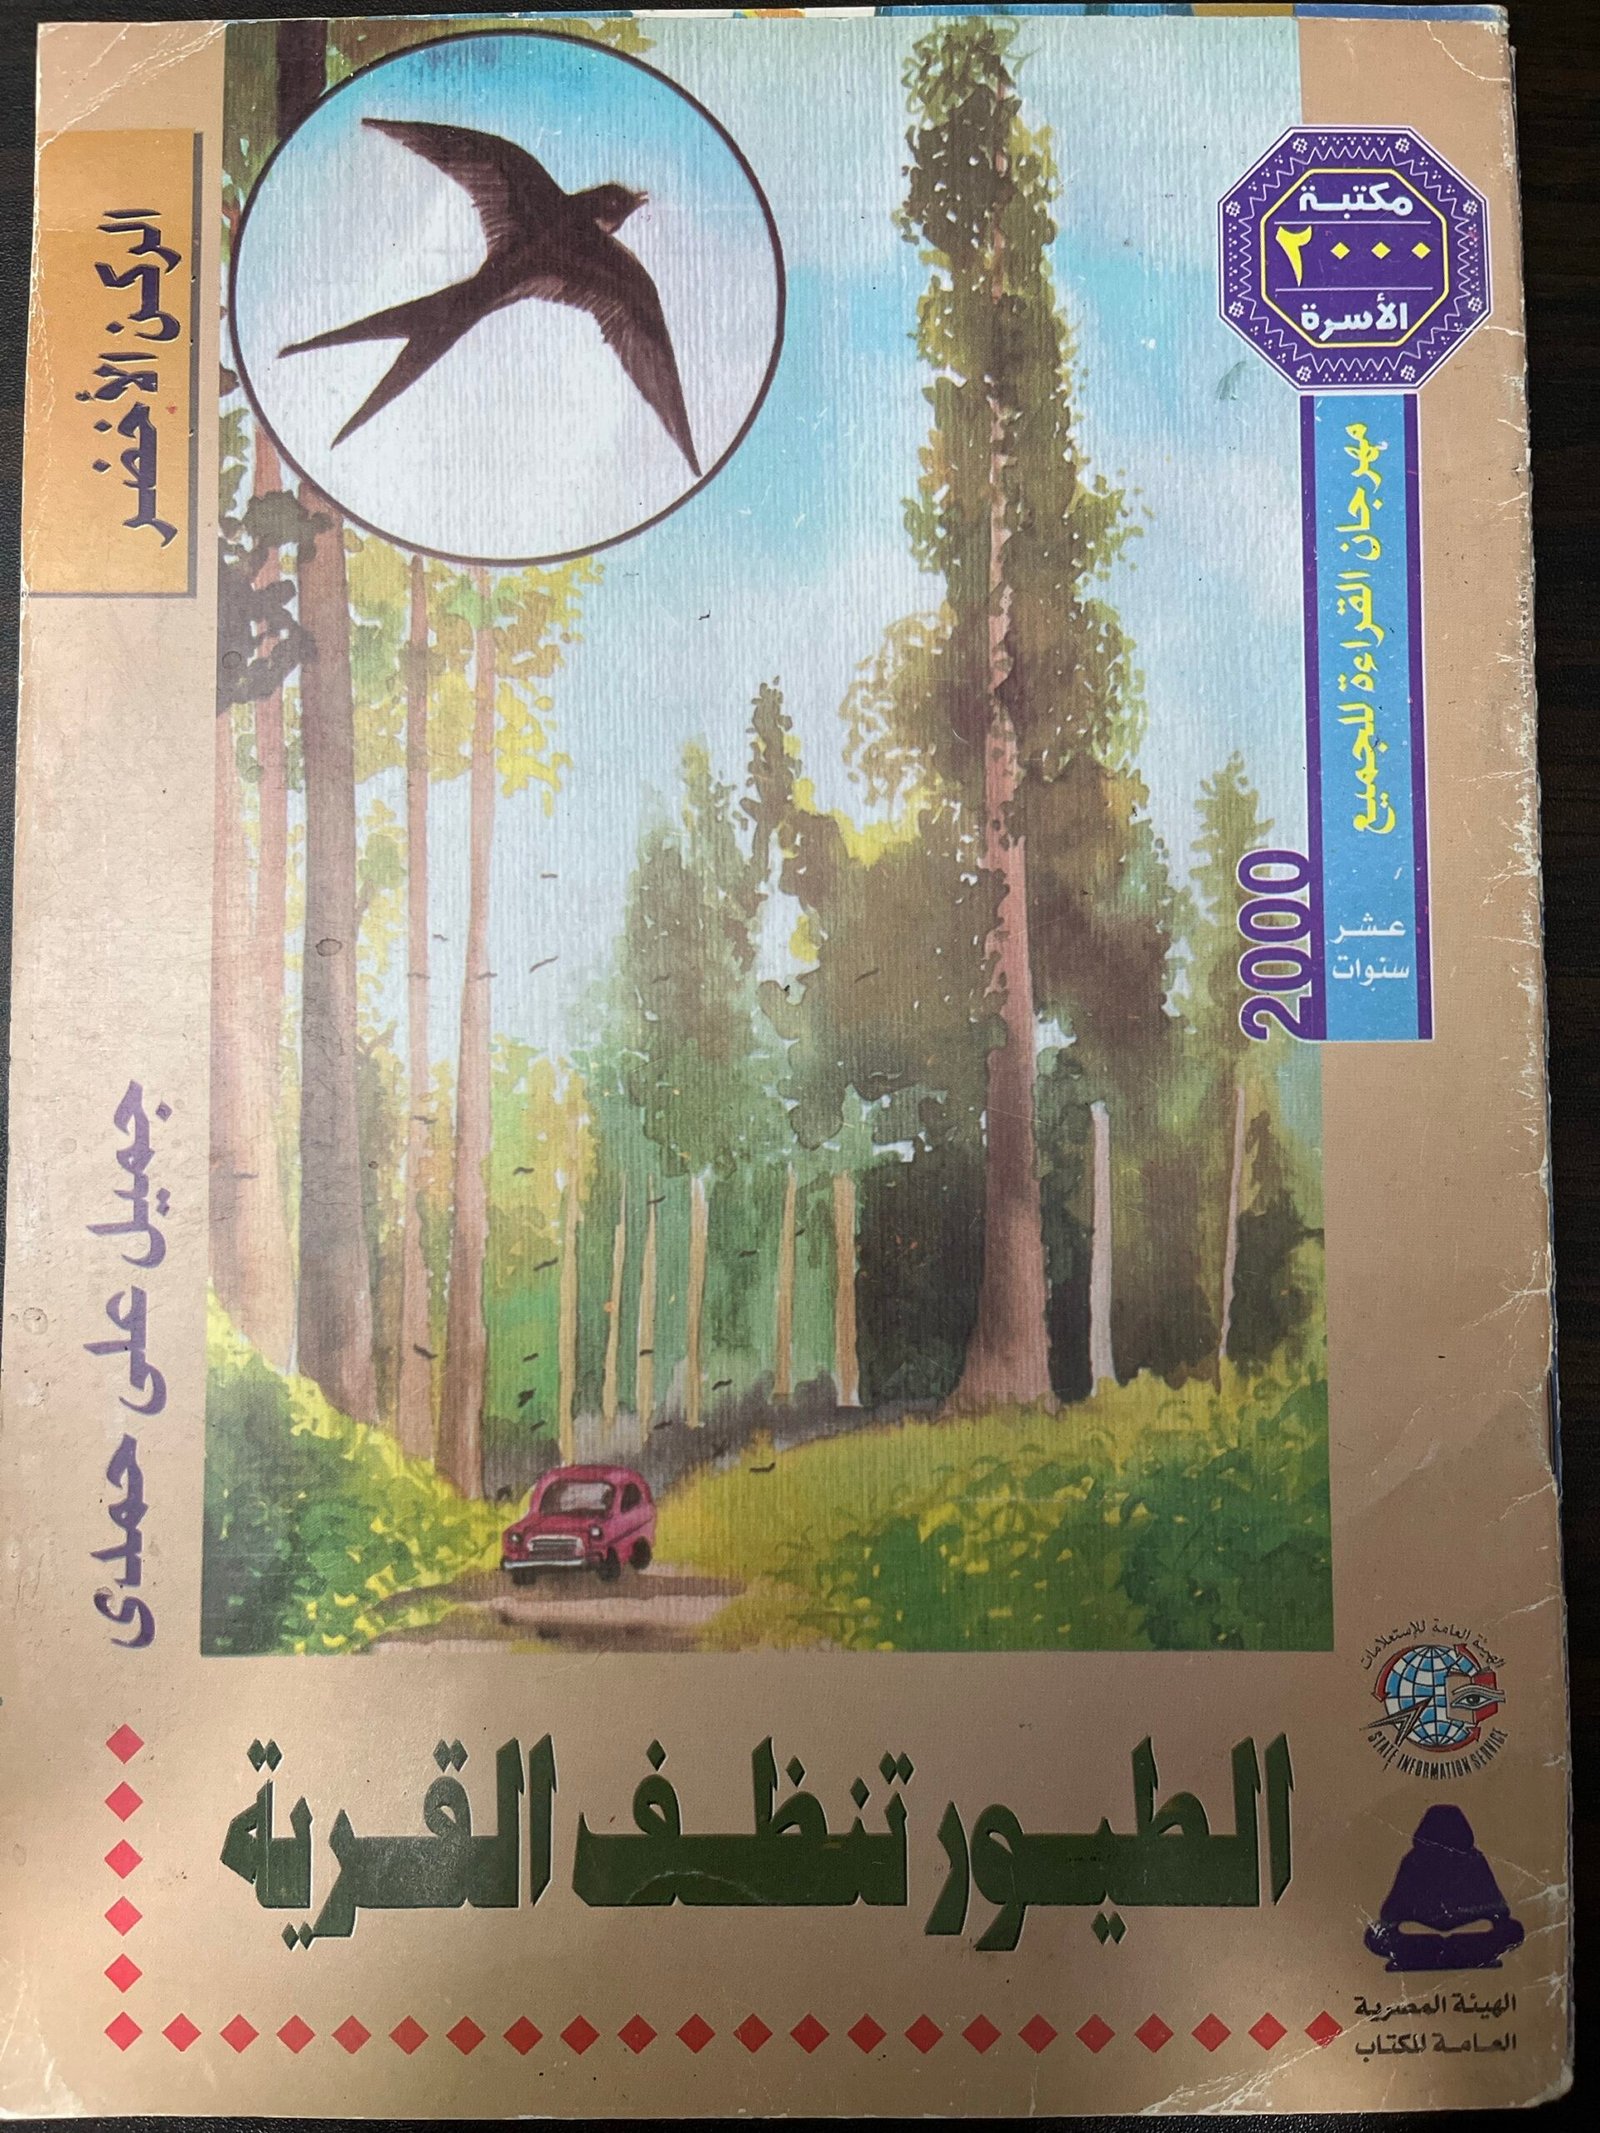 مكتبة
٢٠٠٠
الأسرة
مهرجان القراءة للجميع
عشر
سنوات
2000
الركن الأخضر
جميل على حمدى
الطيور تنظف القرية
الهيئة العامة للإستعلامات
STATE INFORMATION SERVICE
الهيئة المصرية
العامة للكتاب